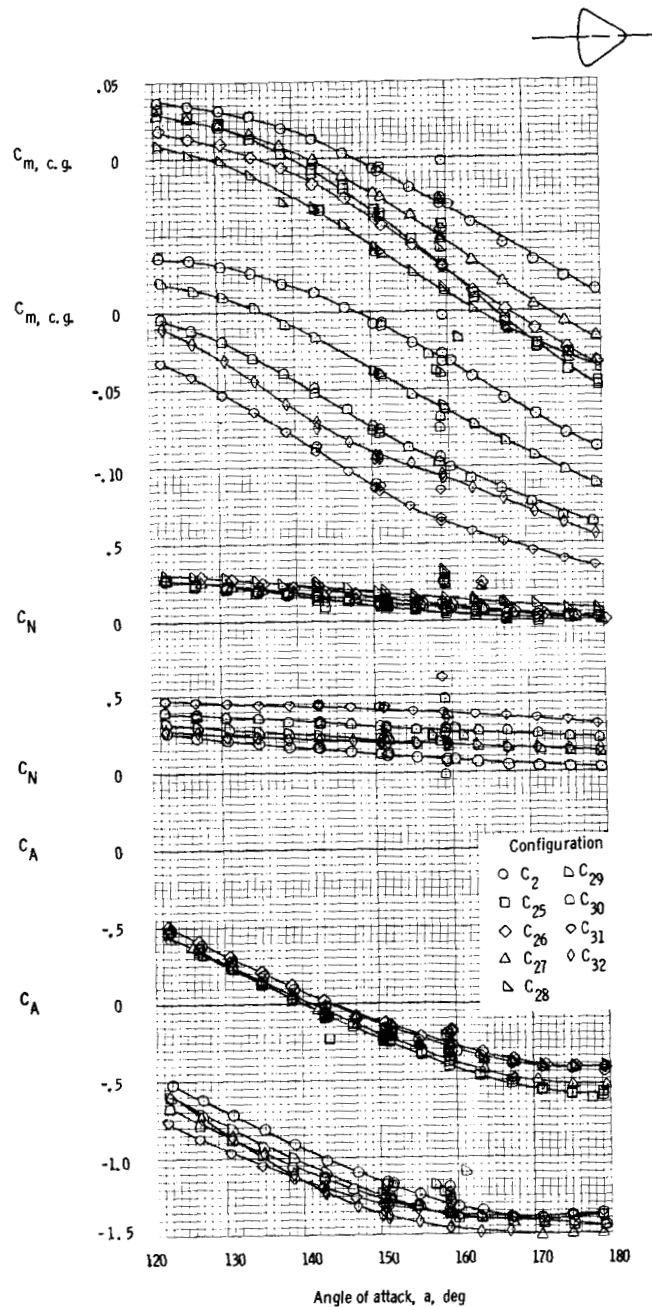 .05
C_m, c. g.
0
C_m, c. g.
0
-.05
-.10
.5
C_N
0
.5
C_N
0
C_A
0
Configuration
C_2
C_29
C_25
C_30
C_26
C_31
C_27
C_32
C_28
-.5
C_A
0
-.5
-1.0
-1.5
120
130
140
150
160
170
180
Angle of attack, a, deg